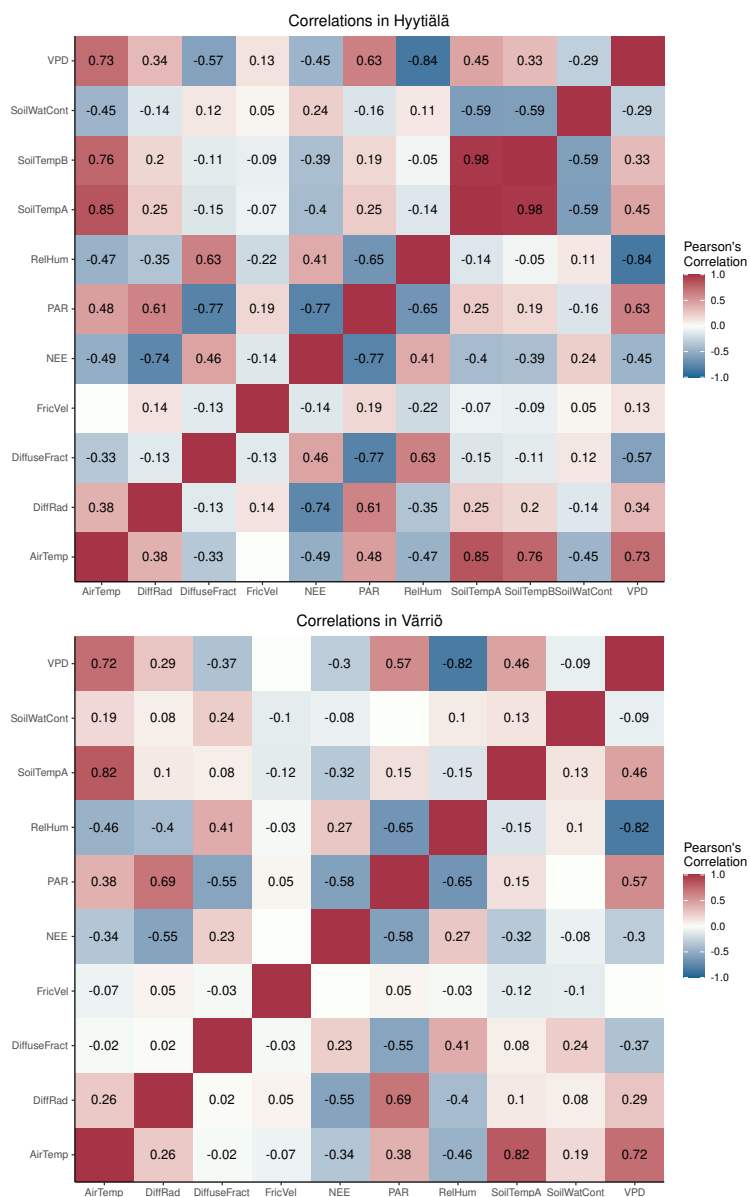 Correlations in Hyytiälä
VPD 0.73 0.34 -0.57 0.13 -0.45 0.63 -0.84 0.45 0.33 -0.29
SoilWatCont -0.45 -0.14 0.12 0.05 0.24 -0.16 0.11 -0.59 -0.59 -0.29
SoilTempB 0.76 0.2 -0.11 -0.09 -0.39 0.19 -0.05 0.98 -0.59 0.33
SoilTempA 0.85 0.25 -0.15 -0.07 -0.4 0.25 -0.14 0.98 -0.59 0.45
RelHum -0.47 -0.35 0.63 -0.22 0.41 -0.65 -0.14 -0.05 0.11 -0.84
PAR 0.48 0.61 -0.77 0.19 -0.77 -0.65 0.25 0.19 -0.16 0.63
NEE -0.49 -0.74 0.46 -0.14 -0.77 0.41 -0.4 -0.39 0.24 -0.45
FricVel 0.14 -0.13 -0.14 0.19 -0.22 -0.07 -0.09 0.05 0.13
DiffuseFract -0.33 -0.13 -0.13 0.46 -0.77 0.63 -0.15 -0.11 0.12 -0.57
DiffRad 0.38 -0.13 0.14 -0.74 0.61 -0.35 0.25 0.2 -0.14 0.34
AirTemp 0.38 -0.33 -0.49 0.48 -0.47 0.85 0.76 -0.45 0.73
AirTemp DiffRad DiffuseFract FricVel NEE PAR RelHum SoilTempA SoilTempB SoilWatCont VPD
Pearson's
Correlation
1.0
0.5
0.0
-0.5
-1.0
Correlations in Värriö
VPD 0.72 0.29 -0.37 -0.3 0.57 -0.82 0.46 -0.09
SoilWatCont 0.19 0.08 0.24 -0.1 -0.08 0.1 0.13 -0.09
SoilTempA 0.82 0.1 0.08 -0.12 -0.32 0.15 -0.15 0.13 0.46
RelHum -0.46 -0.4 0.41 -0.03 0.27 -0.65 -0.15 0.1 -0.82
PAR 0.38 0.69 -0.55 0.05 -0.58 -0.65 0.15 0.57
NEE -0.34 -0.55 0.23 -0.58 0.27 -0.32 -0.08 -0.3
FricVel -0.07 0.05 -0.03 0.05 -0.03 -0.12 -0.1
DiffuseFract -0.02 0.02 -0.03 0.23 -0.55 0.41 0.08 0.24 -0.37
DiffRad 0.26 0.02 0.05 -0.55 0.69 -0.4 0.1 0.08 0.29
AirTemp 0.26 -0.02 -0.07 -0.34 0.38 -0.46 0.82 0.19 0.72
AirTemp DiffRad DiffuseFract FricVel NEE PAR RelHum SoilTempA SoilWatCont VPD
Pearson's
Correlation
1.0
0.5
0.0
-0.5
-1.0